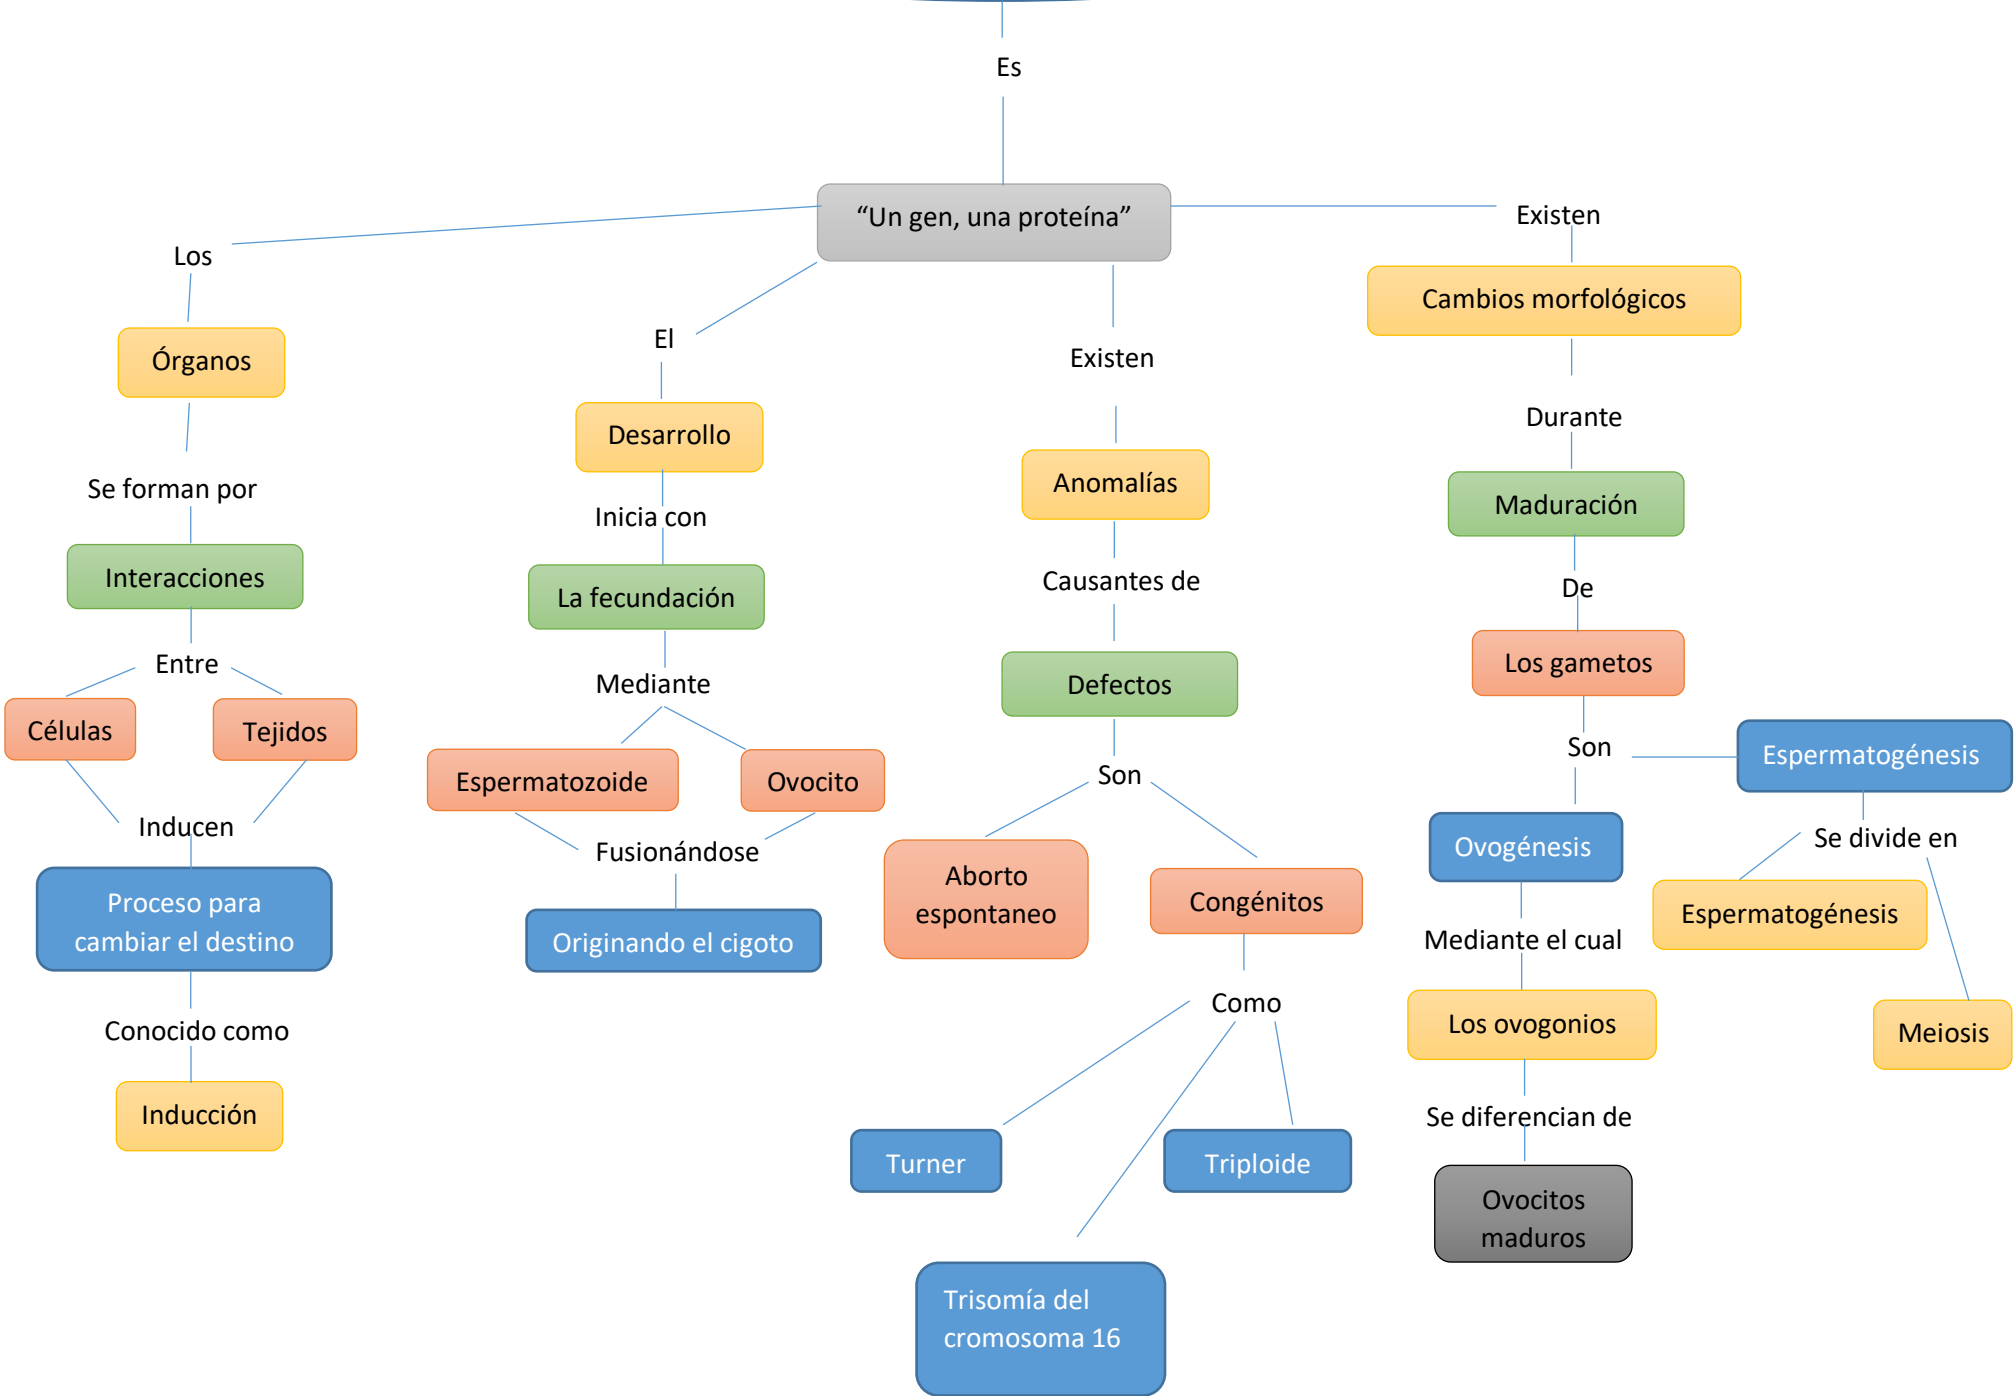 Es
“Un gen, una proteína”
Los
Órganos
Se forman por
Interacciones
Entre
Células
Tejidos
Inducen
Proceso para
cambiar el destino
Conocido como
Inducción
El
Desarrollo
Inicia con
La fecundación
Mediante
Espermatozoide
Ovocito
Fusionándose
Originando el cigoto
Existen
Anomalías
Causantes de
Defectos
Son
Aborto
espontaneo
Congénitos
Como
Turner
Triploide
Trisomía del
cromosoma 16
Existen
Cambios morfológicos
Durante
Maduración
De
Los gametos
Son
Espermatogénesis
Ovogénesis
Se divide en
Espermatogénesis
Meiosis
Mediante el cual
Los ovogonios
Se diferencian de
Ovocitos
maduros